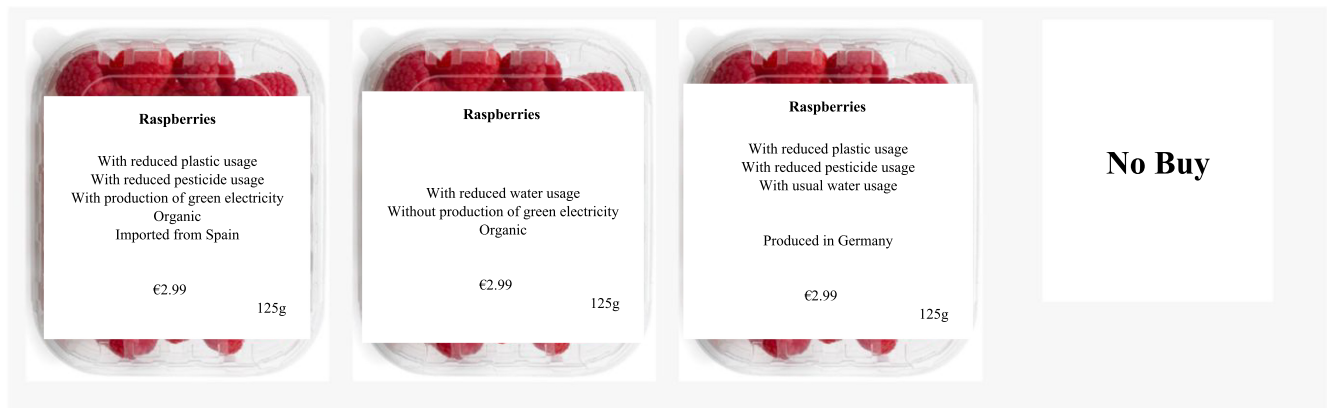 Raspberries
With reduced plastic usage
With reduced pesticide usage
With production of green electricity
Organic
Imported from Spain
€2.99
125g
Raspberries
With reduced water usage
Without production of green electricity
Organic
€2.99
125g
Raspberries
With reduced plastic usage
With reduced pesticide usage
With usual water usage
Produced in Germany
€2.99
125g
No Buy